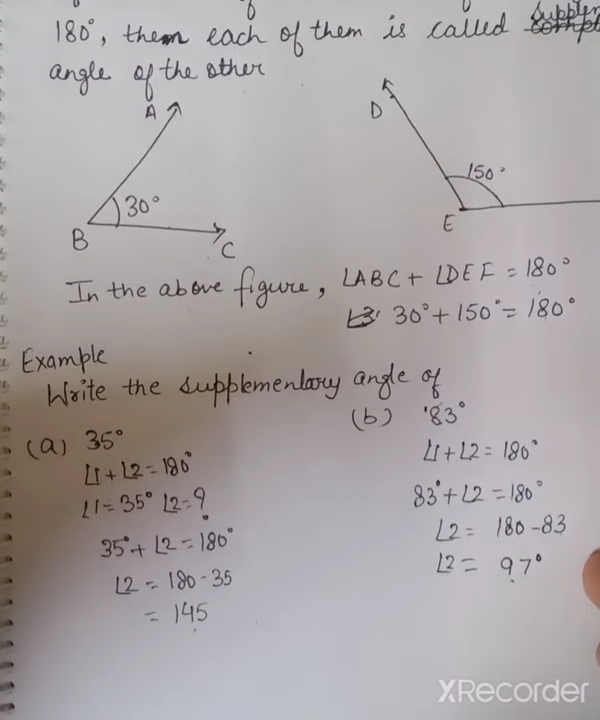 180°, them each of them is called
angle of the other
A
D
30°
150°
B
C
E
In the above figure, ∠ABC + ∠DEF = 180°
30° + 150° = 180°
Example
Write the supplementary angle of
(a) 35°
∠1 + ∠2 = 180°
∠1 = 35° ∠2 = ?
35° + ∠2 = 180°
∠2 = 180 - 35
= 145
(b) 83°
∠1 + ∠2 = 180°
83° + ∠2 = 180°
∠2 = 180 - 83
∠2 = 97°
XRecorder